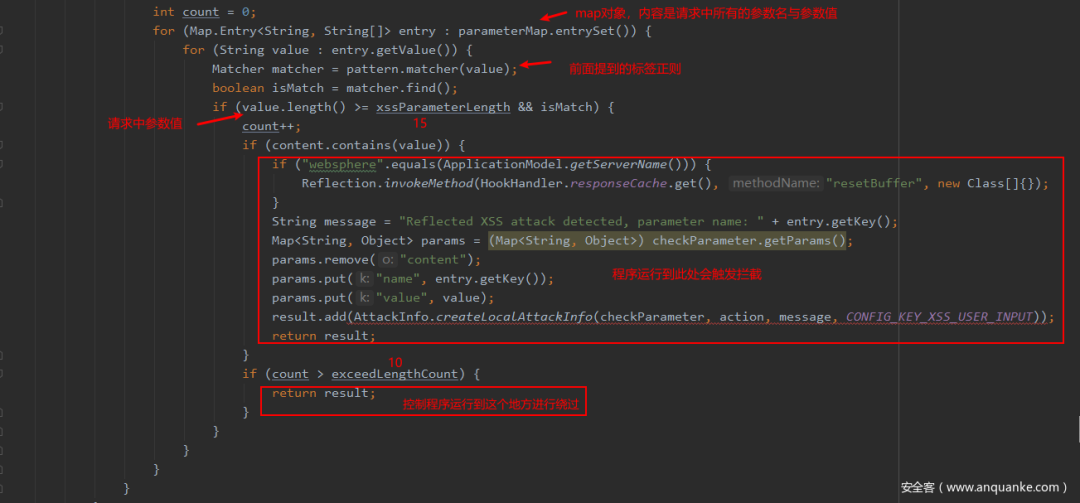 int count = 0;
map对象，内容是请求中所有的参数名与参数值
for (Map.Entry<String, String[]> entry : parameterMap.entrySet()) {
for (String value : entry.getValue()) {
Matcher matcher = pattern.matcher(value);
前面提到的标签正则
boolean isMatch = matcher.find();
if (value.length() >= xssParameterLength && isMatch) {
请求中参数值
15
count++;
if (content.contains(value)) {
if ("websphere".equals(ApplicationModel.getServerName())) {
Reflection.invokeMethod(HookHandler.responseCache.get(), methodName: "resetBuffer", new Class[]{});
}
String message = "Reflected XSS attack detected, parameter name: " + entry.getKey();
Map<String, Object> params = (Map<String, Object>) checkParameter.getParams();
params.remove( o: "content");
params.put( k: "name", entry.getKey());
程序运行到此处会触发拦截
params.put( k: "value", value);
result.add(AttackInfo.createLocalAttackInfo(checkParameter, action, message, CONFIG_KEY_XSS_USER_INPUT));
return result;
}
10
if (count > exceedLengthCount) {
return result;
控制程序运行到这个地方进行绕过
}
}
}
}
}
安全客（www.anquanke.com）